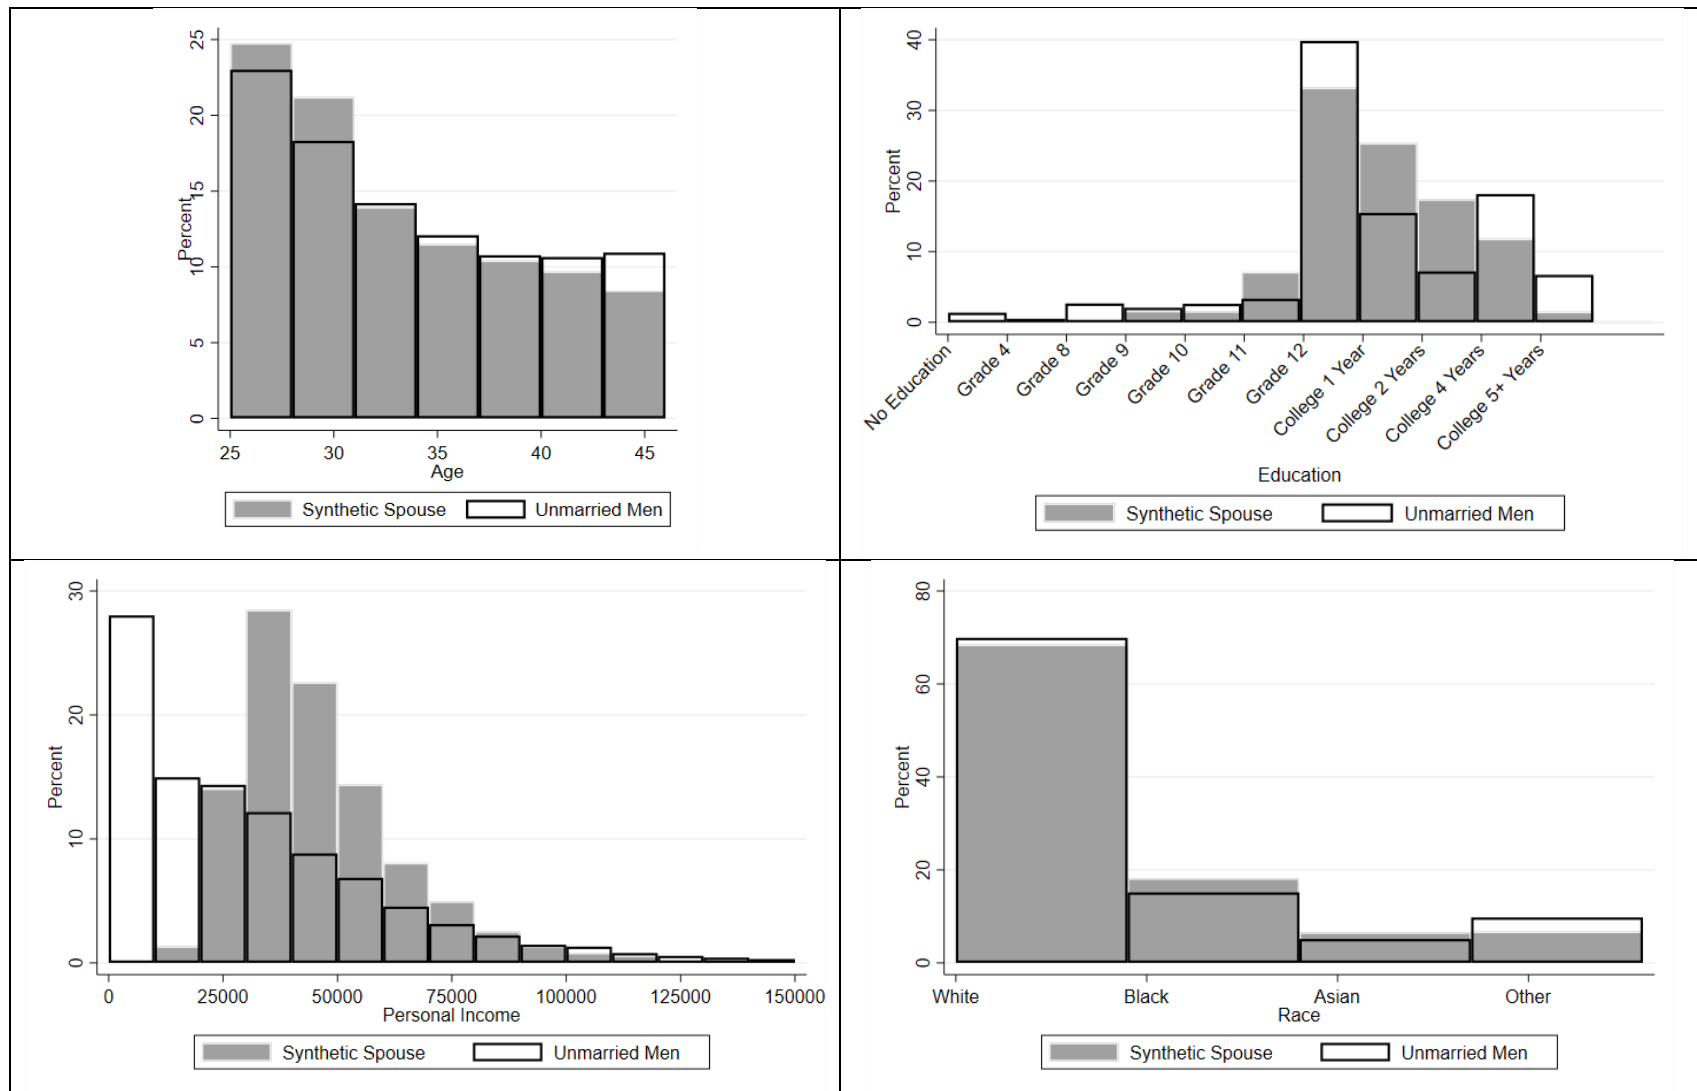 25
20
15
10
5
0
Percent
25 30 35 40 45
Age
Synthetic Spouse Unmarried Men
40
30
20
10
0
Percent
No Education Grade 4 Grade 8 Grade 9 Grade 10 Grade 11 Grade 12 College 1 Year College 2 Years College 4 Years College 5+ Years
Education
Synthetic Spouse Unmarried Men
30
20
10
0
Percent
0 25000 50000 75000 100000 125000 150000
Personal Income
Synthetic Spouse Unmarried Men
80
60
40
20
0
Percent
White Black Asian Other
Race
Synthetic Spouse Unmarried Men